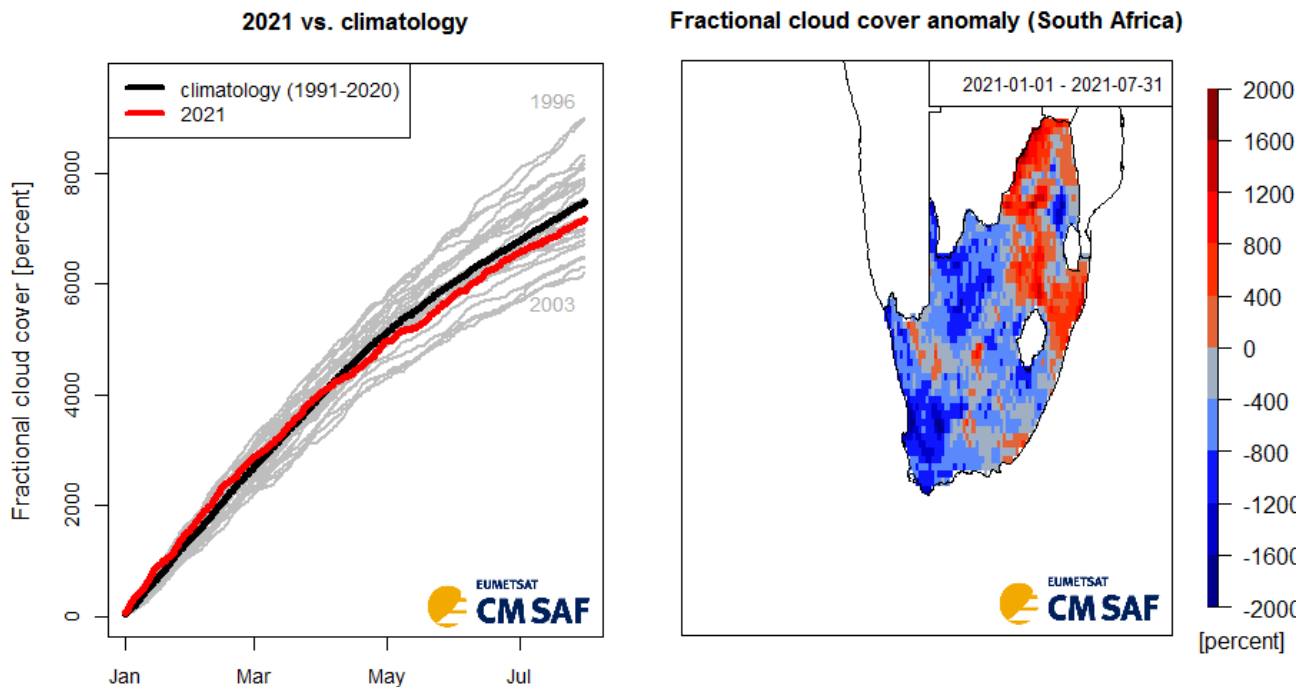 2021 vs. climatology
climatology (1991-2020)
2021
1996
2003
Fractional cloud cover [percent]
8000
6000
4000
2000
0
Jan
Mar
May
Jul
EUMETSAT
CM SAF
Fractional cloud cover anomaly (South Africa)
2021-01-01 - 2021-07-31
EUMETSAT
CM SAF
2000
1600
1200
800
400
0
-400
-800
-1200
-1600
-2000
[percent]